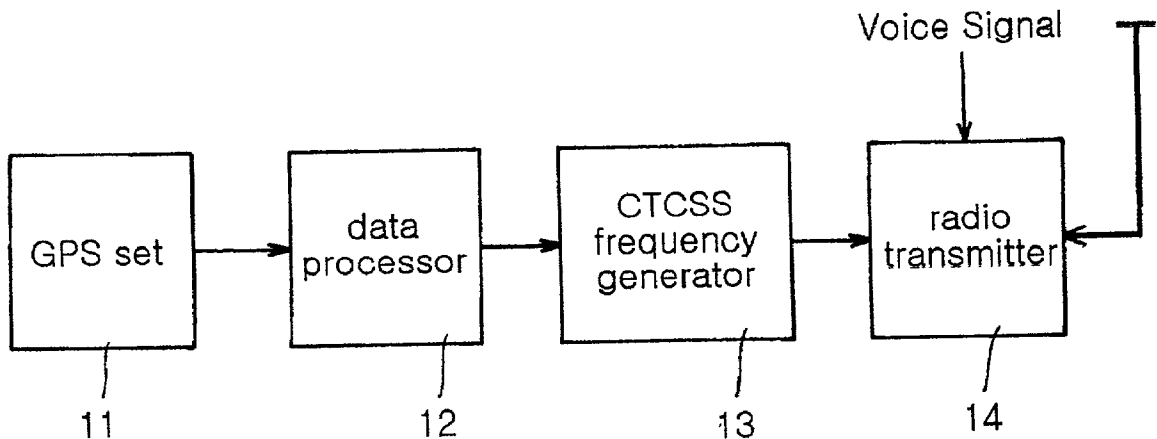 Voice Signal
GPS set
data
processor
CTCSS
frequency
generator
radio
transmitter
11
12
13
14